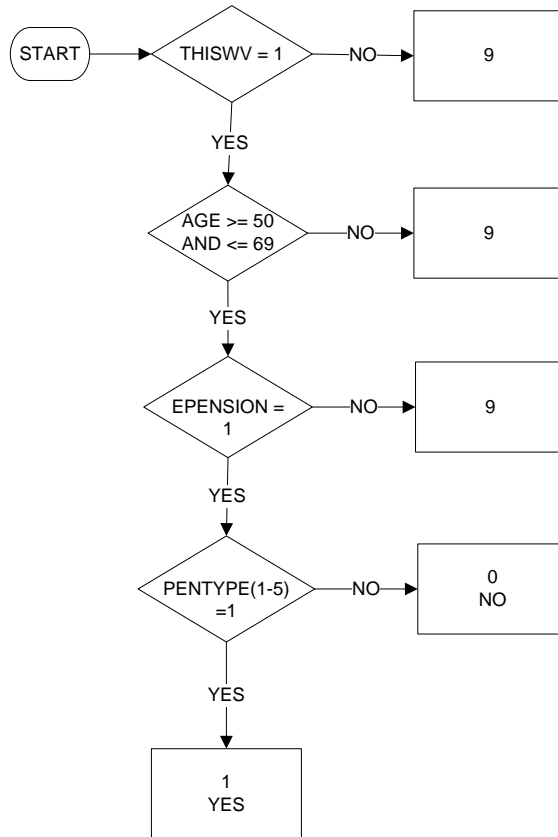 START
THISWV = 1
NO
9
YES
AGE >= 50
AND <= 69
NO
9
YES
EPENSION =
1
NO
9
YES
PENTYPE(1-5)
=1
NO
0
NO
YES
1
YES